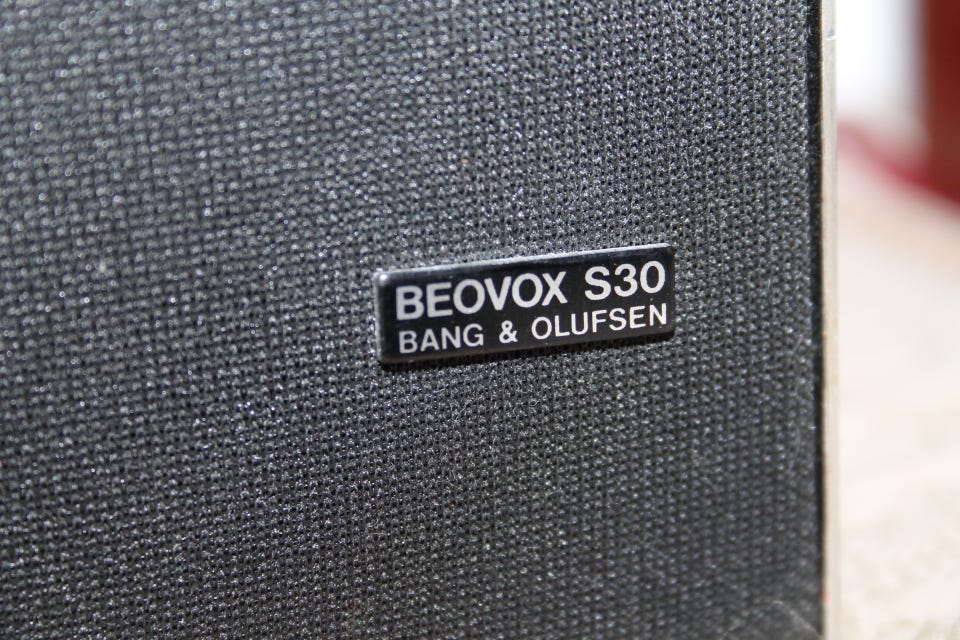 BEOVOX S30
BANG & OLUFSEN